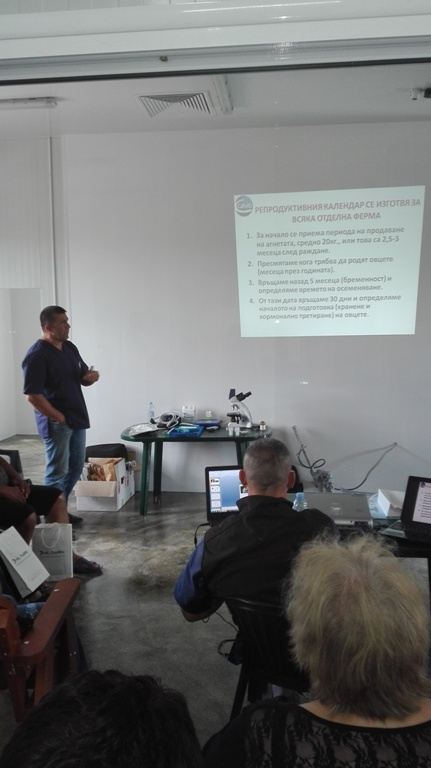 РЕПРОДУКТИВНИЯ КАЛЕНДАР СЕ ИЗГОТВЯ ЗА
ВСЯКА ОТДЕЛНА ФЕРМА
1. За начало се приема периода на продаване
на агнетата, средно 20кг., или това са 2,5-3
месеца след раждане.
2. Пресмятаме кога трябва да родят овцете
(месеца през годината).
3. Връщаме назад 5 месеца (бременност) и
определяме времето на осеменяване.
4. От тази дата връщаме 30 дни и определяме
началото на подготовка (хранене и
хормонално третиране) на овцете.